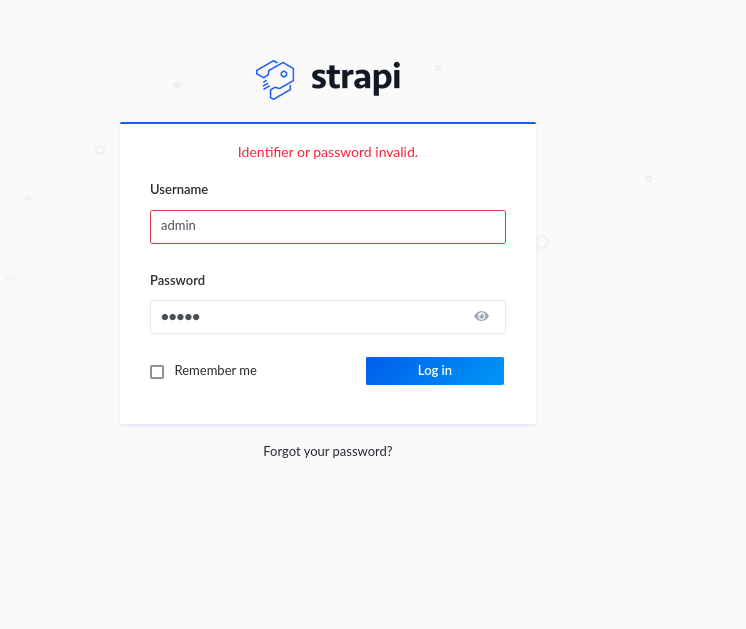 strapi
Identifier or password invalid.
Username
admin
Password
●●●●●
Remember me
Log in
Forgot your password?